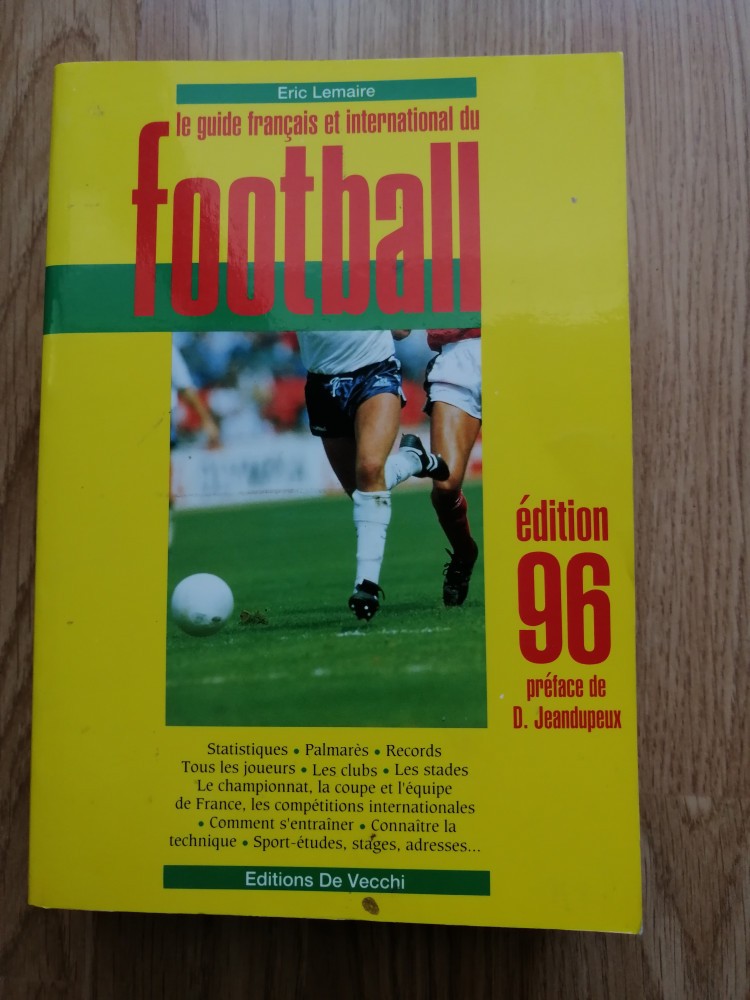 Eric Lemaire
le guide français et international du
football
édition
96
préface de
D. Jeandupeux
Statistiques • Palmarès • Records
Tous les joueurs • Les clubs • Les stades
Le championnat, la coupe et l'équipe
de France, les compétitions internationales
• Comment s'entraîner • Connaître la
technique • Sport-études, stages, adresses...
Editions De Vecchi